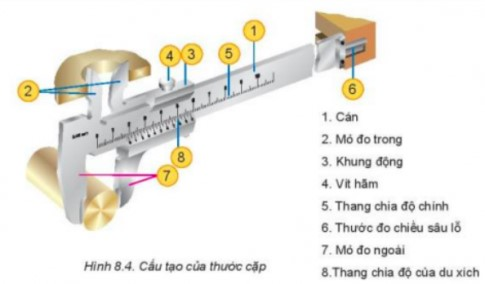 1
5
4
3
2
6
8
7
1. Cán
2. Mỏ đo trong
3. Khung động
4. Vít hãm
5. Thang chia độ chính
6. Thước đo chiều sâu lỗ
7. Mỏ đo ngoài
8.Thang chia độ của du xích
Hình 8.4. Cấu tạo của thước cặp